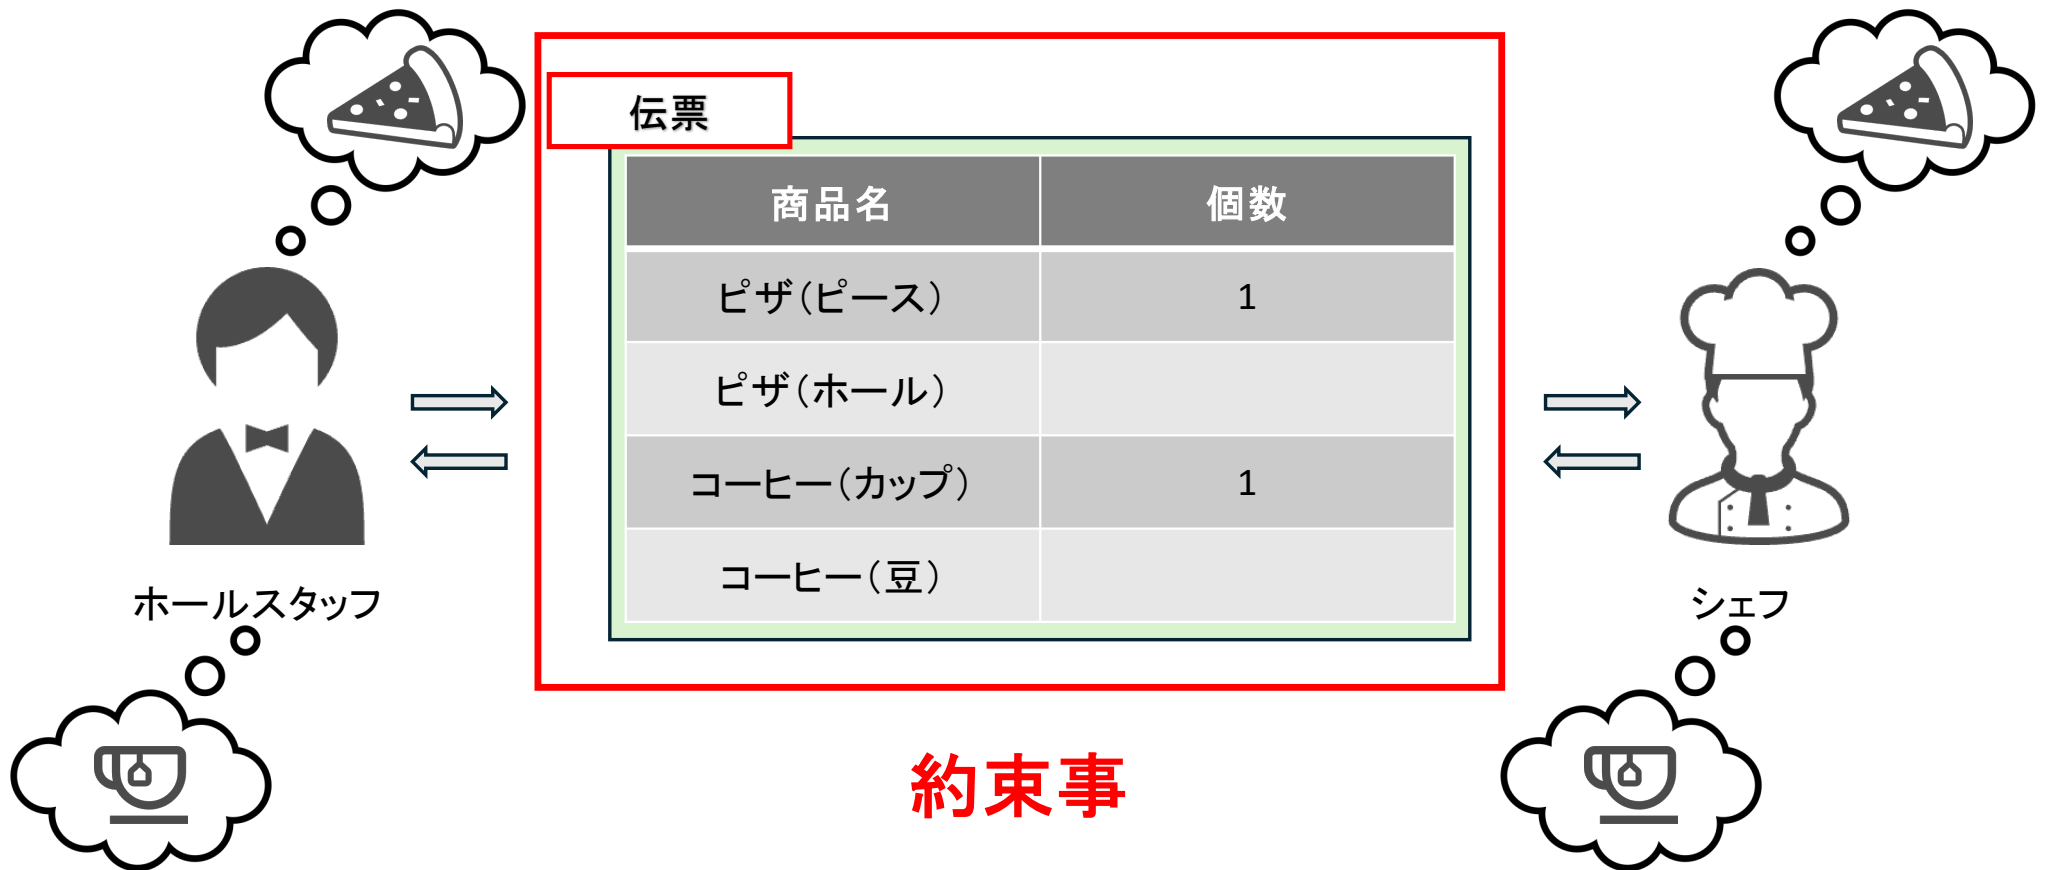 伝票
商品名 個数
ピザ（ピース） 1
ピザ（ホール）
コーヒー（カップ） 1
コーヒー（豆）
ホールスタッフ
シェフ
約束事